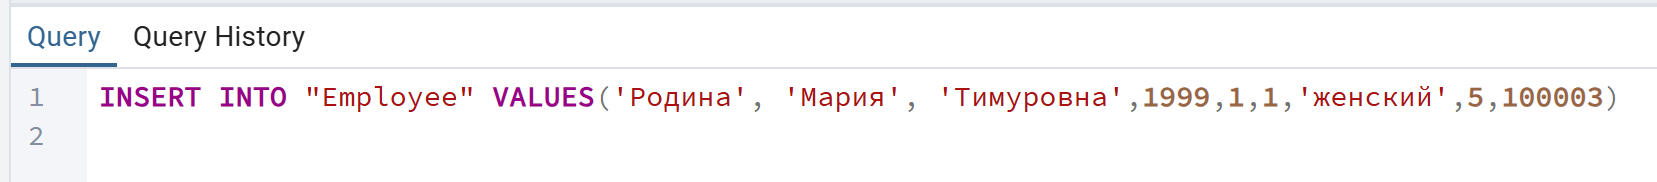 Query Query History
1 INSERT INTO "Employee" VALUES('Родина', 'Мария', 'Тимуровна',1999,1,1,'женский',5,100003)
2